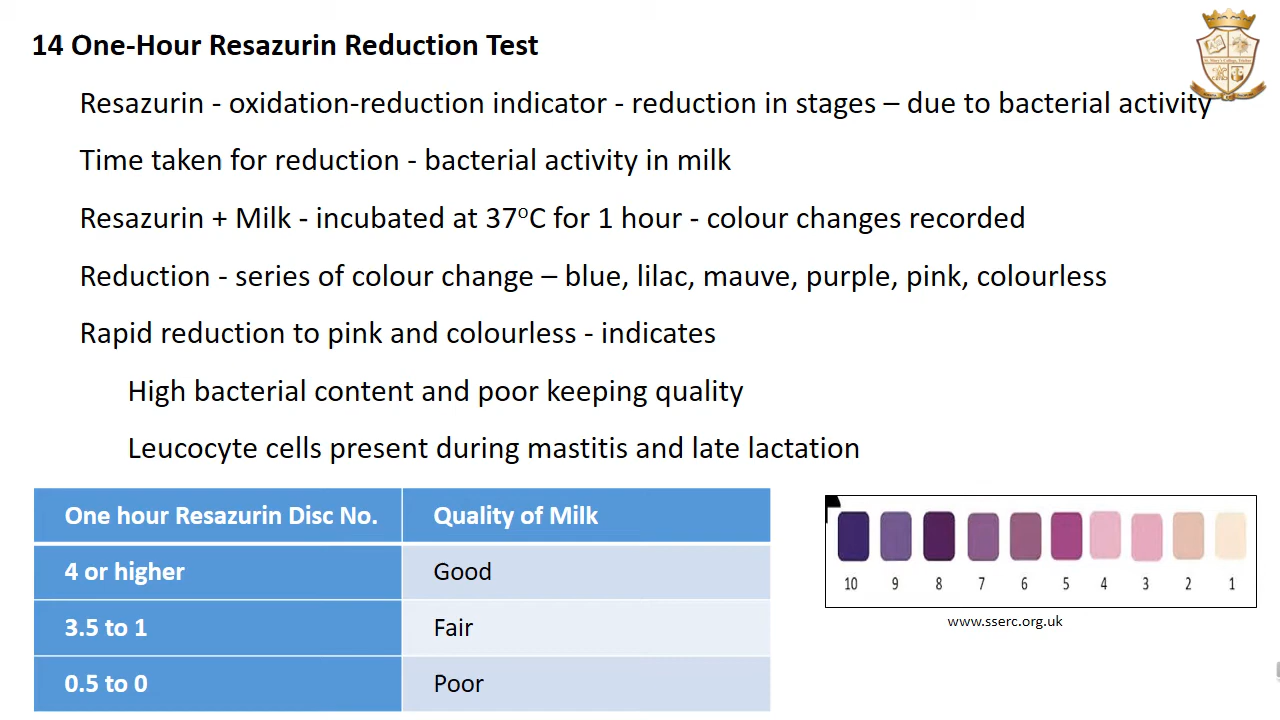 14 One-Hour Resazurin Reduction Test
Resazurin - oxidation-reduction indicator - reduction in stages – due to bacterial activity
Time taken for reduction - bacterial activity in milk
Resazurin + Milk - incubated at 37°C for 1 hour - colour changes recorded
Reduction - series of colour change – blue, lilac, mauve, purple, pink, colourless
Rapid reduction to pink and colourless - indicates
High bacterial content and poor keeping quality
Leucocyte cells present during mastitis and late lactation
One hour Resazurin Disc No. Quality of Milk
4 or higher Good
3.5 to 1 Fair
0.5 to 0 Poor
10 9 8 7 6 5 4 3 2 1
www.sserc.org.uk